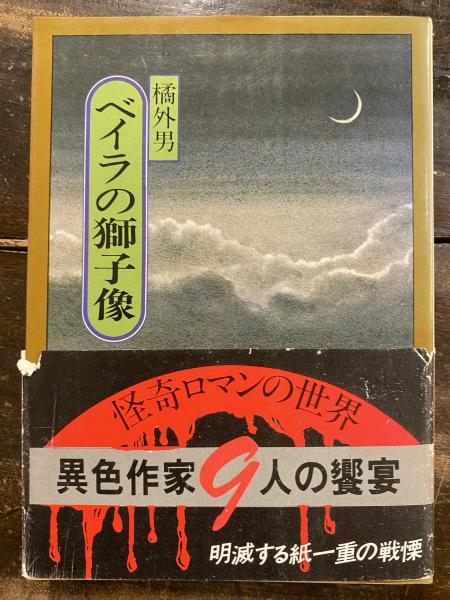 橘外男
ベイラの獅子像
怪奇ロマンの世界
異色作家9人の饗宴
明滅する紙一重の戦慄